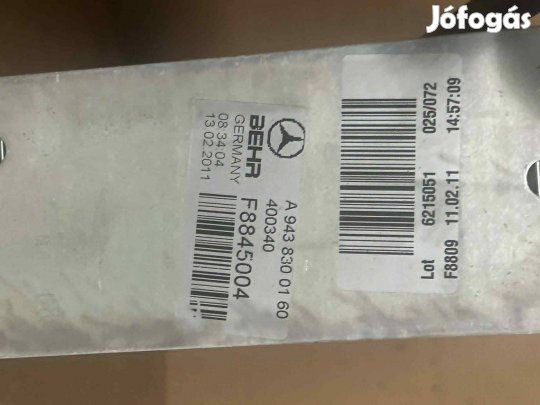 Jófogás
A 943 830 01 60
400340
BEHR
GERMANY
08:34:04
13.02.2011
F8845004
Lot 6215051 025/072
F8809 11.02.11 14:57:09